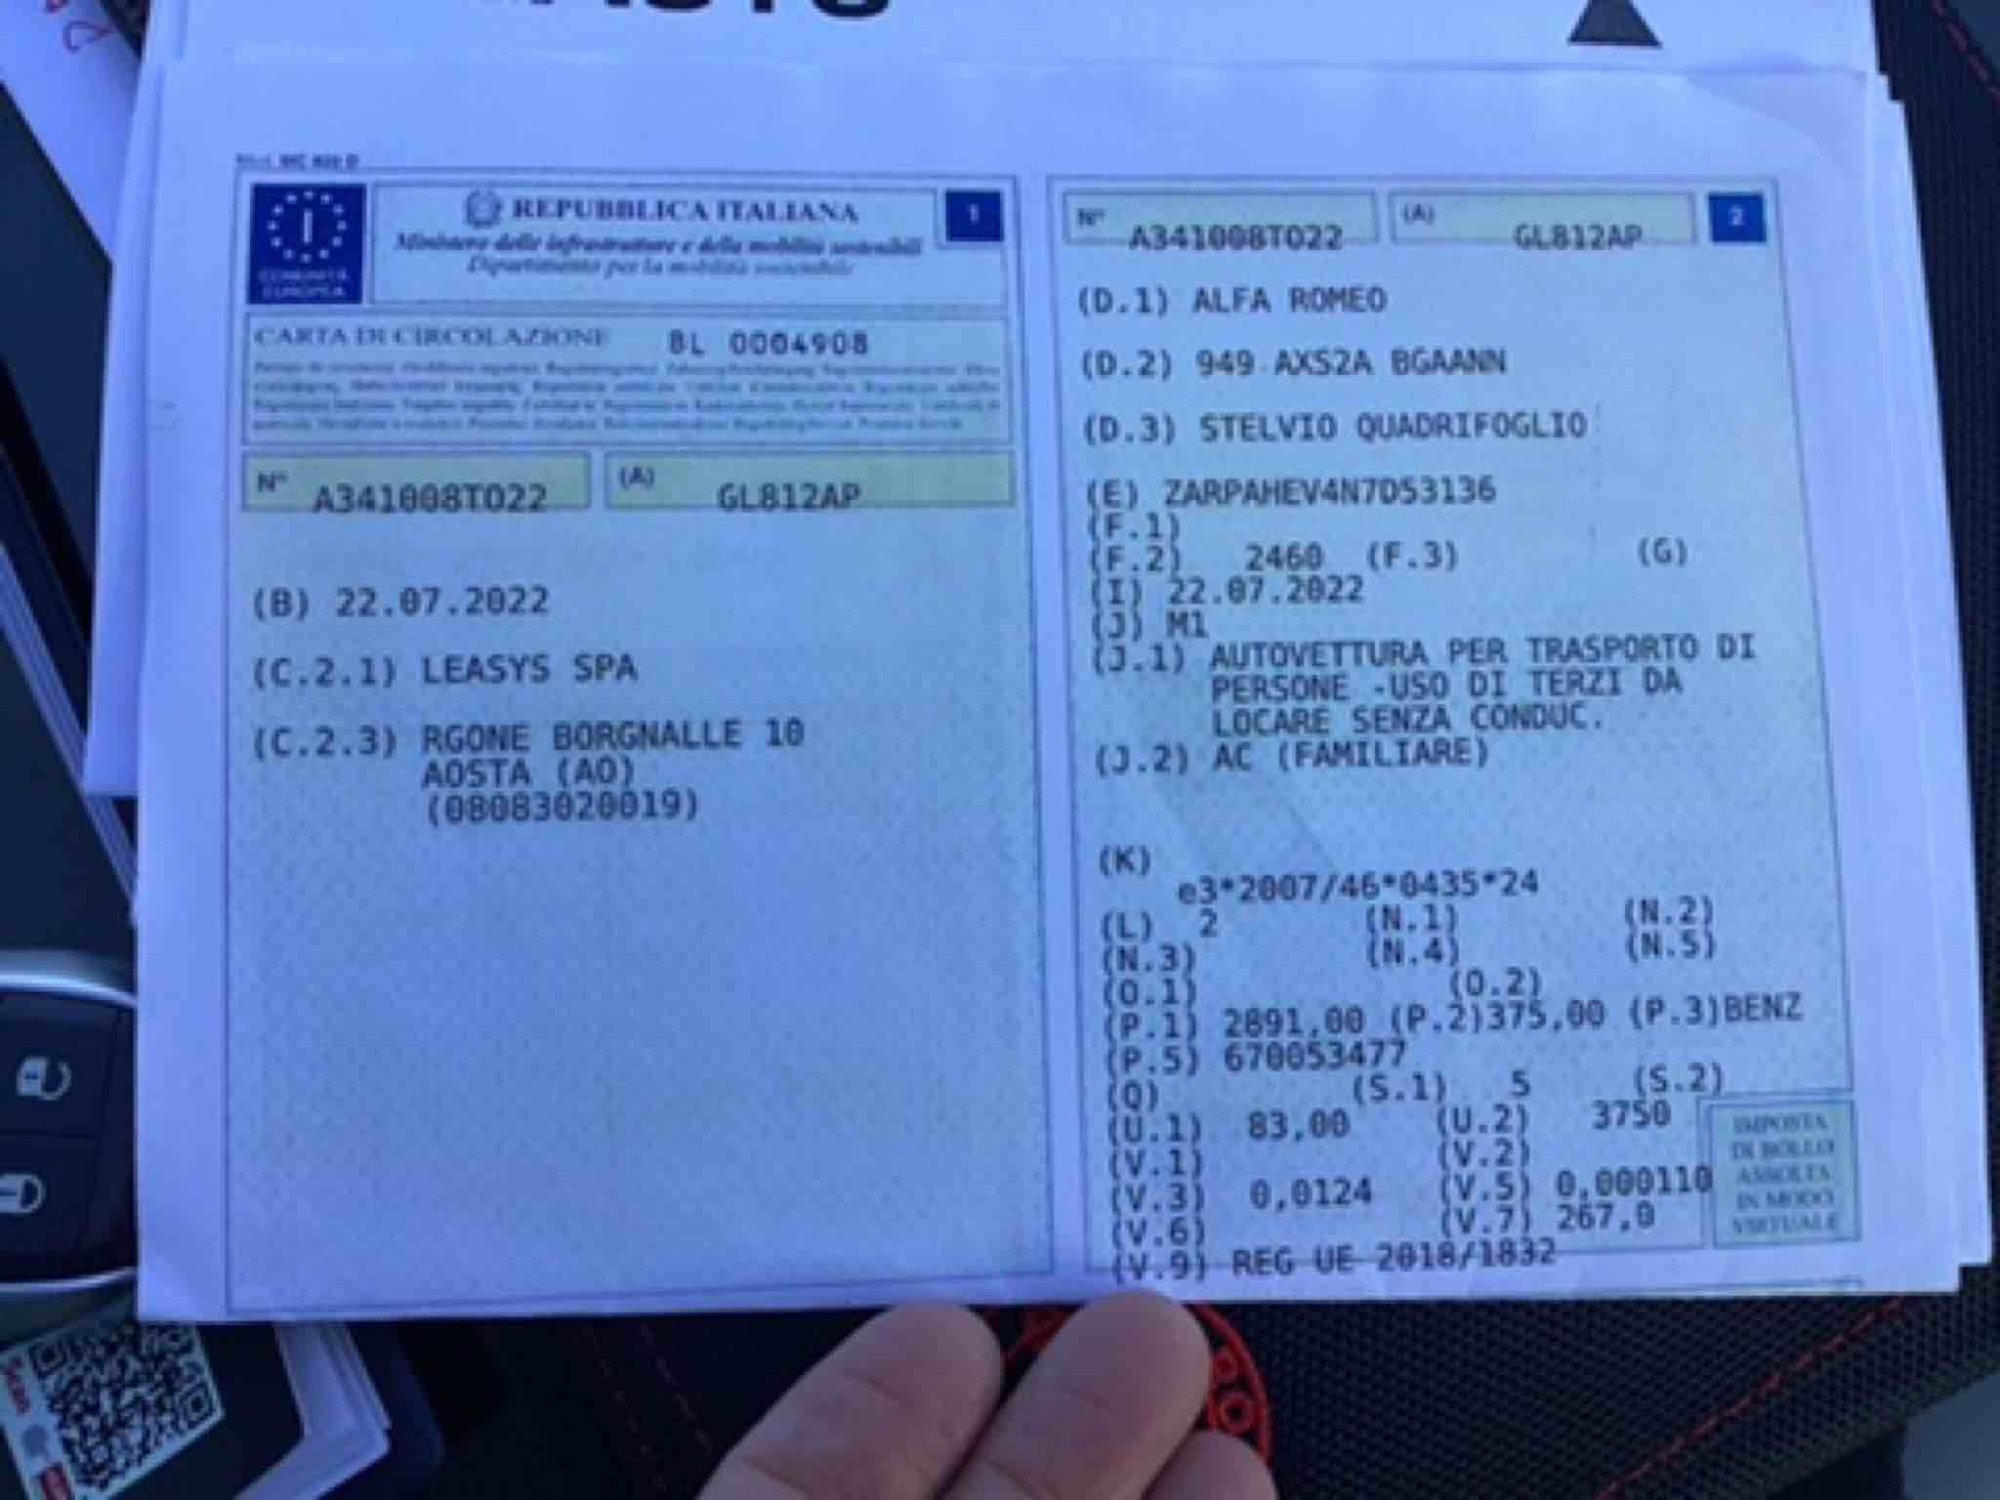 COMUNITÀ
EUROPEA
REPUBBLICA ITALIANA
Ministero delle infrastrutture e della mobilità sostenibili
Dipartimento per la mobilità sostenibile
1
CARTA DI CIRCOLAZIONE BL 0004908
N° A341008TO22 (A) GL812AP
(B) 22.07.2022
(C.2.1) LEASYS SPA
(C.2.3) RGONE BORGNALLE 10
AOSTA (AO)
(08083020019)
N° A341008TO22 (A) GL812AP 2
(D.1) ALFA ROMEO
(D.2) 949 AXS2A BGAANN
(D.3) STELVIO QUADRIFOGLIO
(E) ZARPAHEV4N7D53136
(F.1)
(F.2) 2460 (F.3) (G)
(I) 22.07.2022
(J) M1
(J.1) AUTOVETTURA PER TRASPORTO DI
PERSONE -USO DI TERZI DA
LOCARE SENZA CONDUC.
(J.2) AC (FAMILIARE)
(K)
e3*2007/46*0435*24
(L) 2 (N.1) (N.2)
(N.3) (N.4) (N.5)
(O.1) (O.2)
(P.1) 2891,00 (P.2)375,00 (P.3)BENZ
(P.5) 670053477
(Q) (S.1) 5 (S.2)
(U.1) 83,00 (U.2) 3750
(V.1) (V.2)
(V.3) 0,0124 (V.5) 0,000110
(V.6) (V.7) 267,0
(V.9) REG UE 2018/1832
IMPOSTA
DI BOLLO
ASSOLTA
IN MODO
VIRTUALE